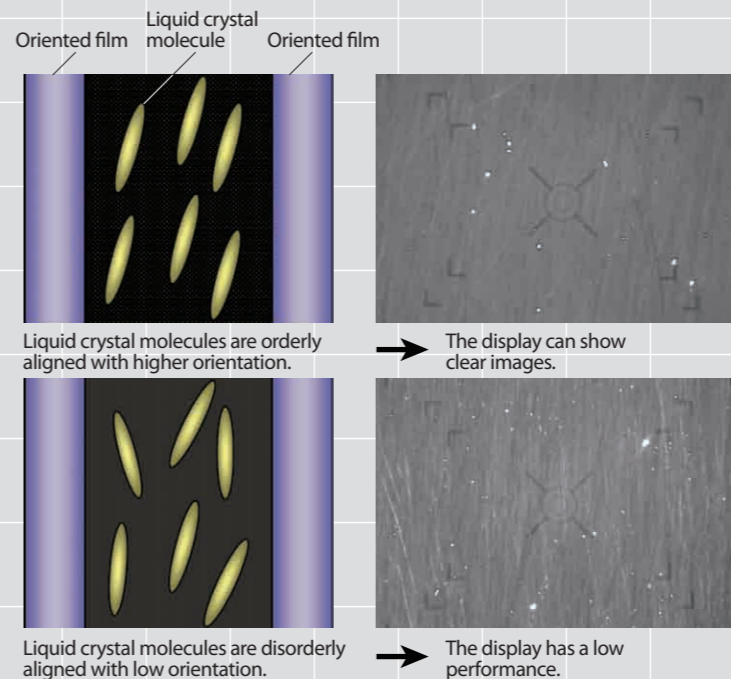 Liquid crystal
Oriented film
molecule
Oriented film
Liquid crystal molecules are orderly
aligned with higher orientation.
The display can show
clear images.
Liquid crystal molecules are disorderly
aligned with low orientation.
The display has a low
performance.